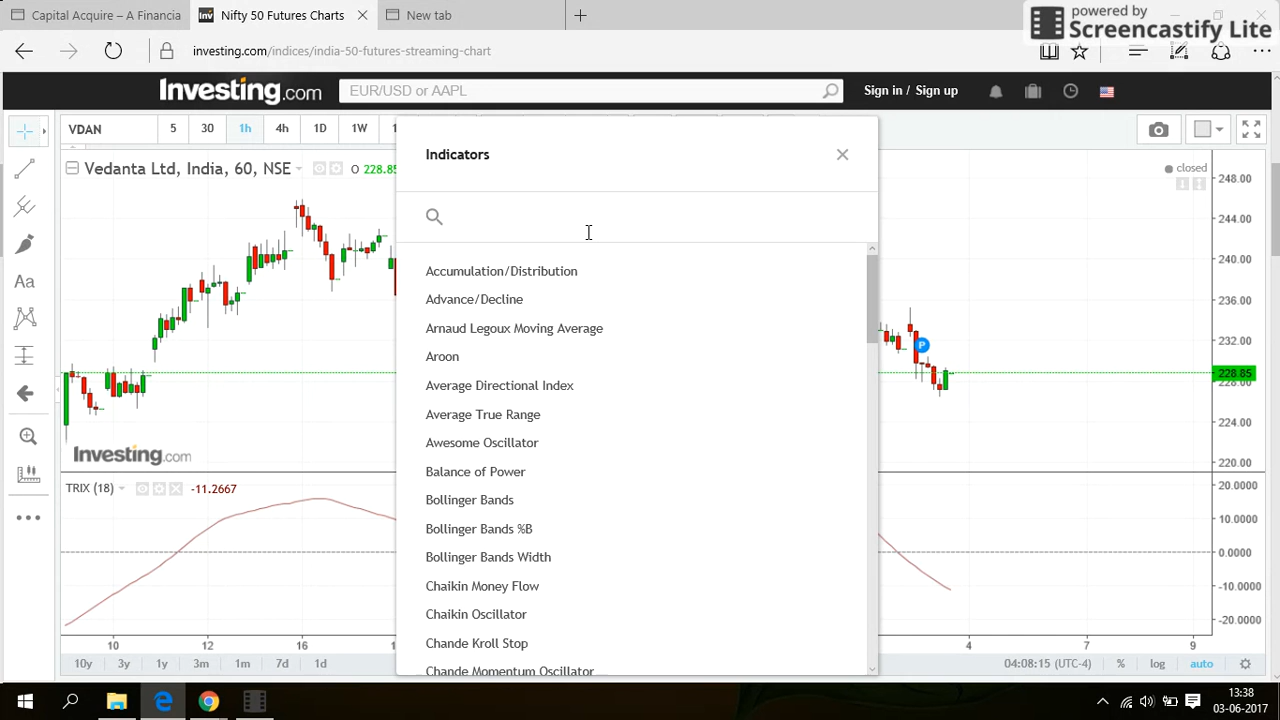 Capital Acquire – A Financia
Nifty 50 Futures Charts
New tab
powered by
Screencastify Lite
investing.com/indices/india-50-futures-streaming-chart
Investing.com
EUR/USD or AAPL
Sign in / Sign up
VDAN
5
30
1h
4h
1D
1W
Indicators
Vedanta Ltd, India, 60, NSE
O 228.85
closed
248.00
244.00
240.00
236.00
232.00
228.85
228.00
224.00
220.00
P
Aa
Accumulation/Distribution
Advance/Decline
Arnaud Legoux Moving Average
Aroon
Average Directional Index
Average True Range
Awesome Oscillator
Balance of Power
Bollinger Bands
Bollinger Bands %B
Bollinger Bands Width
Chaikin Money Flow
Chaikin Oscillator
Chande Kroll Stop
Chande Momentum Oscillator
Investing.com
TRIX (18)
-11.2667
20.0000
10.0000
0.0000
-10.0000
-20.0000
10
12
16
4
7
9
10y
3y
1y
3m
1m
7d
1d
04:08:15 (UTC-4)
%
log
auto
13:38
03-06-2017